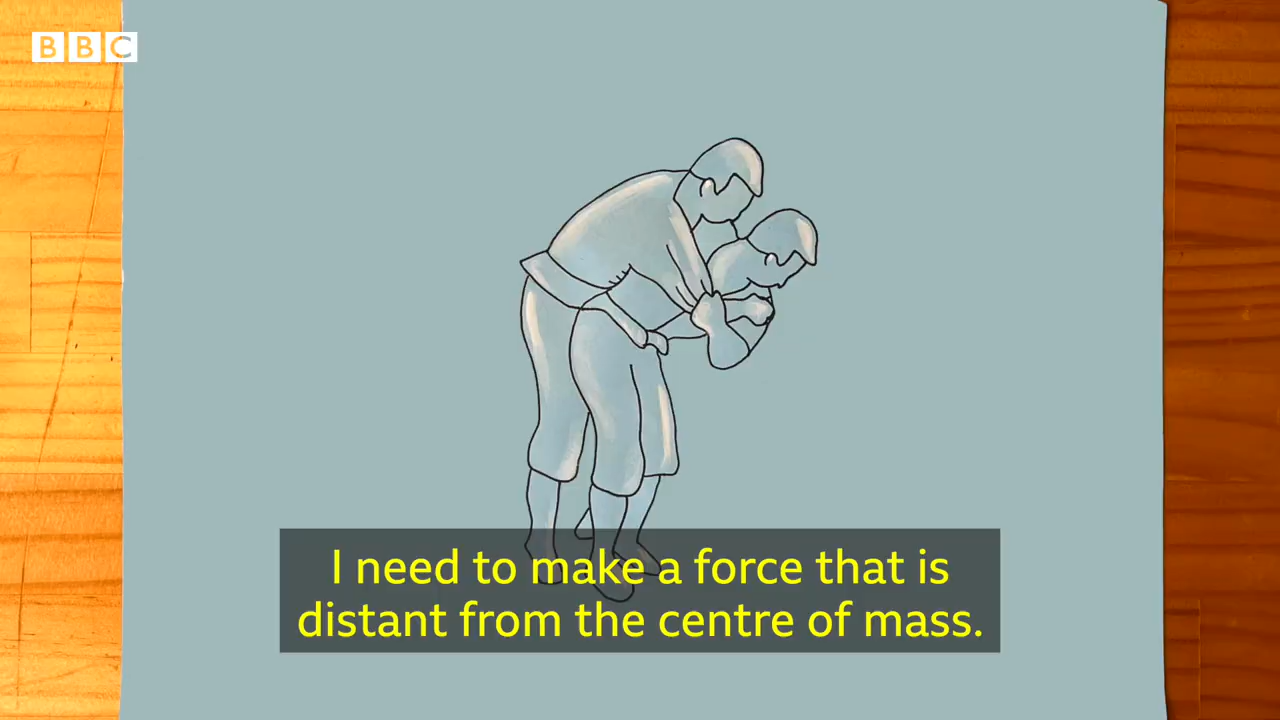 BBC
I need to make a force that is
distant from the centre of mass.